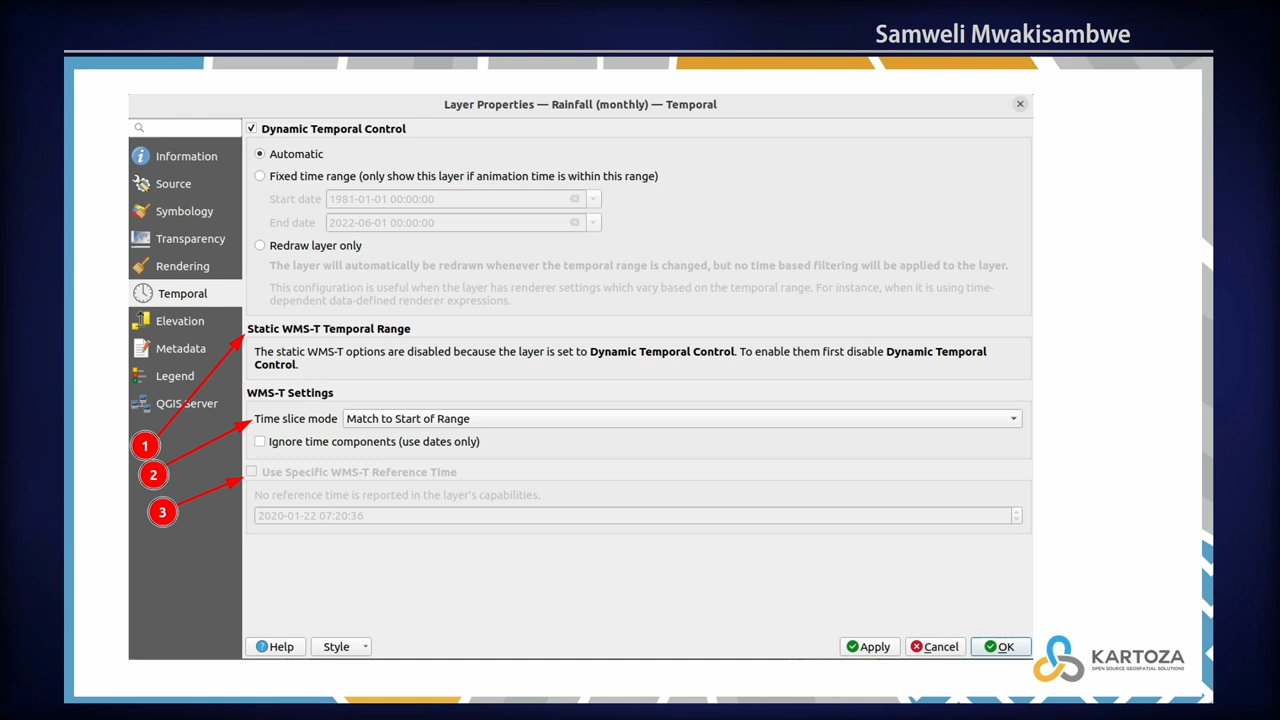 Samweli Mwakisambwe
Layer Properties — Rainfall (monthly) — Temporal
Information
Source
Symbology
Transparency
Rendering
Temporal
Elevation
Metadata
Legend
QGIS Server
1
2
3
Dynamic Temporal Control
Automatic
Fixed time range (only show this layer if animation time is within this range)
Start date 1981-01-01 00:00:00
End date 2022-06-01 00:00:00
Redraw layer only
The layer will automatically be redrawn whenever the temporal range is changed, but no time based filtering will be applied to the layer.
This configuration is useful when the layer has renderer settings which vary based on the temporal range. For instance, when it is using time-
dependent data-defined renderer expressions.
Static WMS-T Temporal Range
The static WMS-T options are disabled because the layer is set to Dynamic Temporal Control. To enable them first disable Dynamic Temporal
Control.
WMS-T Settings
Time slice mode Match to Start of Range
Ignore time components (use dates only)
Use Specific WMS-T Reference Time
No reference time is reported in the layer's capabilities.
2020-01-22 07:20:36
Help
Style
Apply
Cancel
OK
KARTOZA
OPEN SOURCE GEOSPATIAL SOLUTIONS